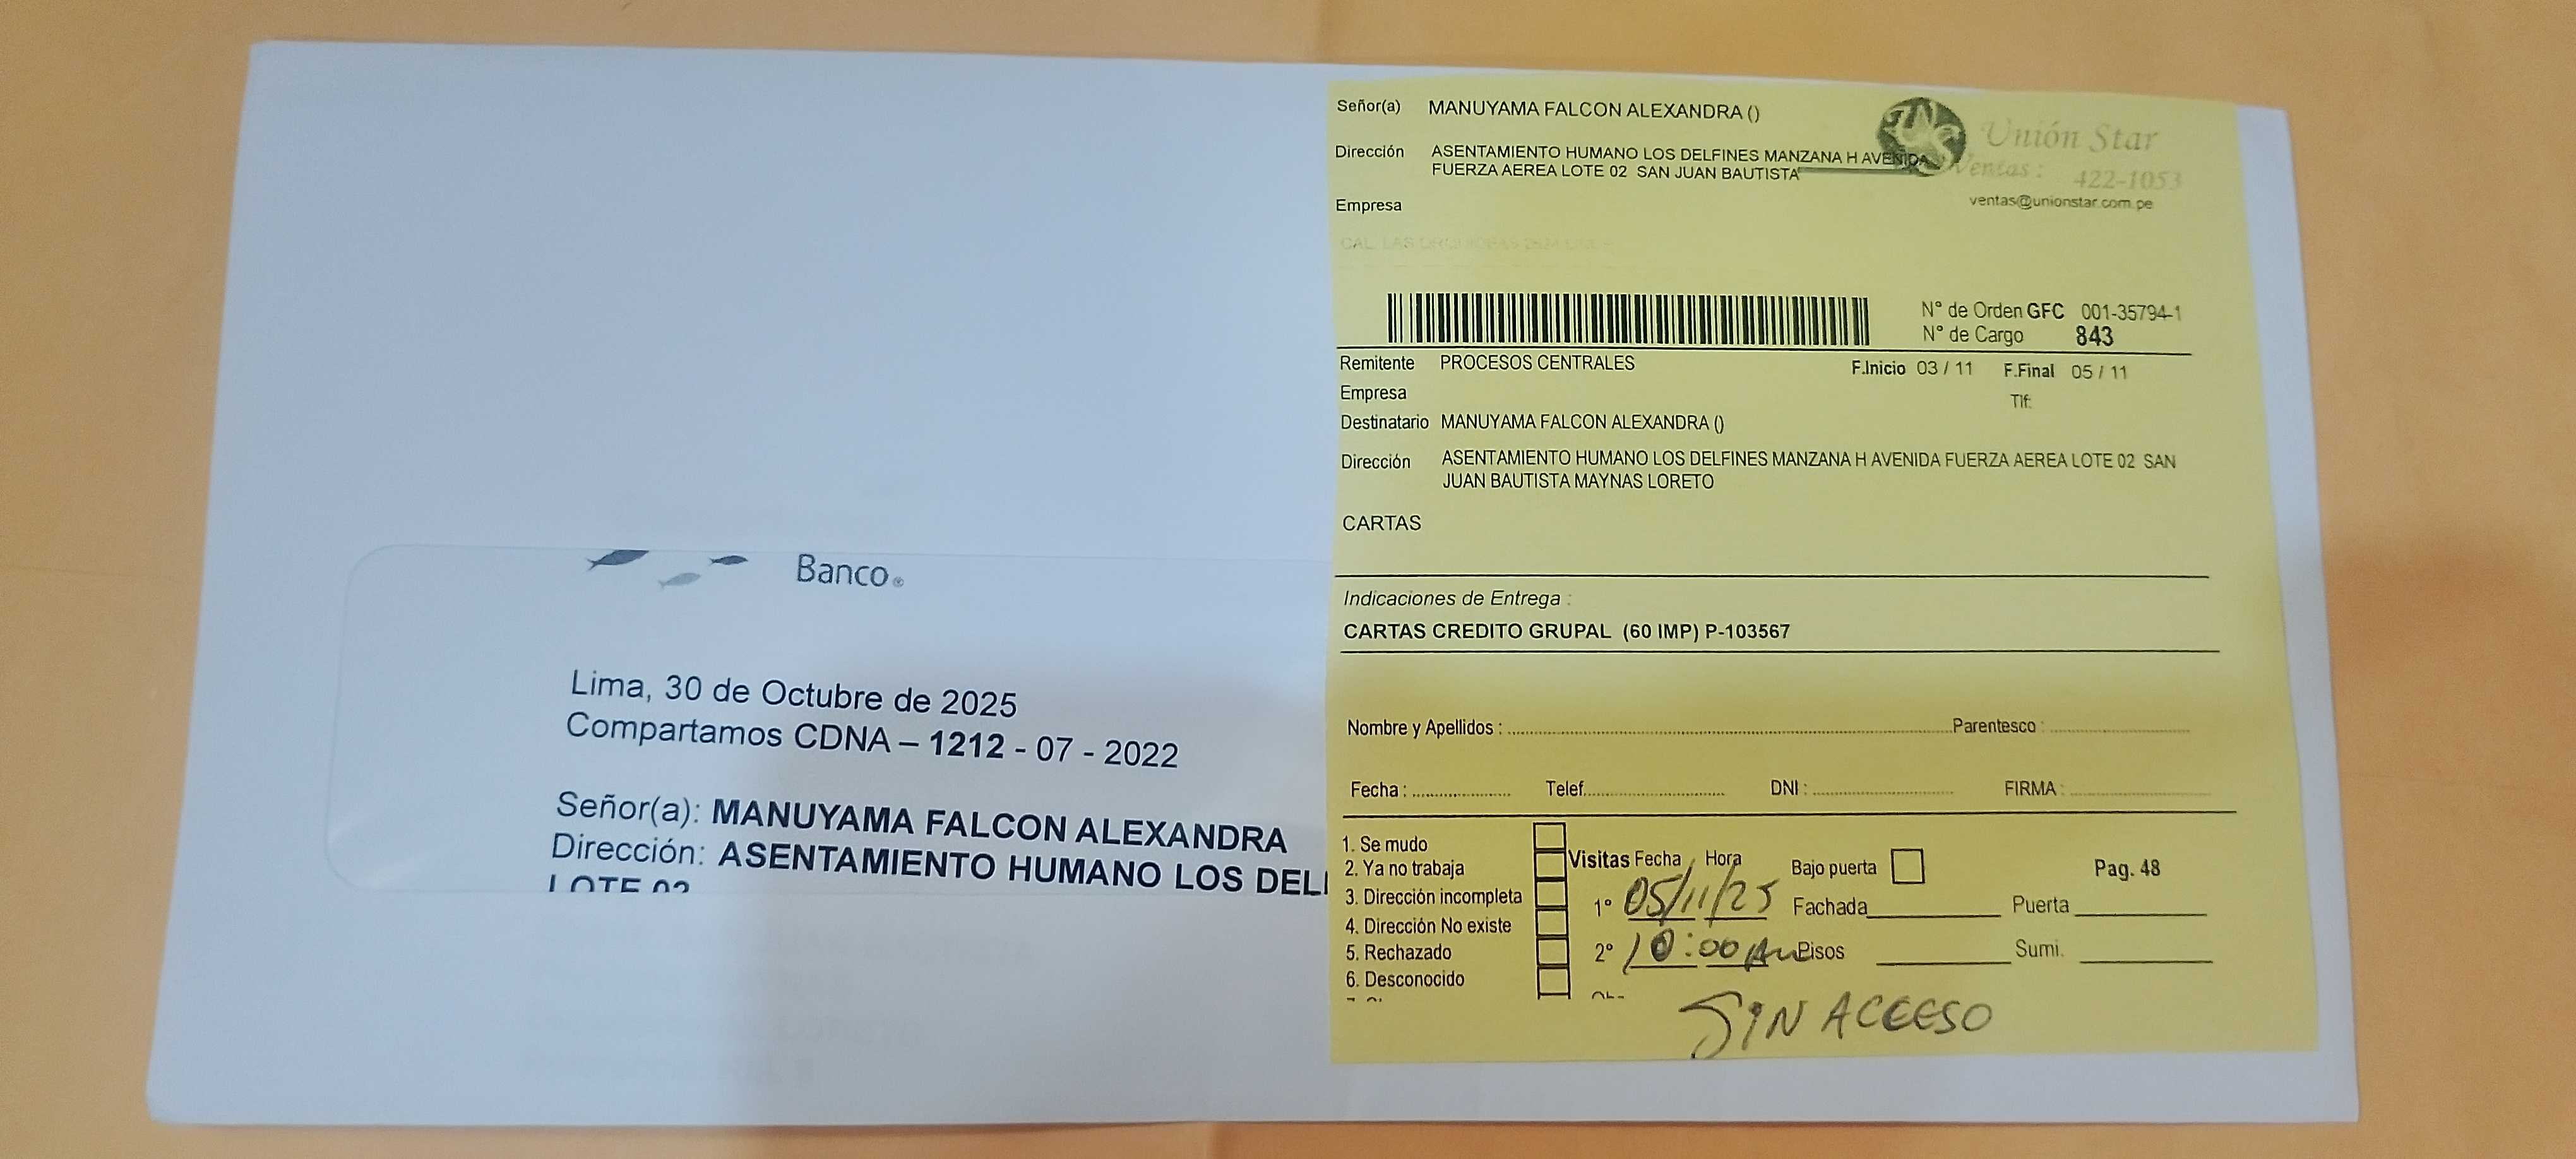 Banco®
Lima, 30 de Octubre de 2025
Compartamos CDNA – 1212 - 07 - 2022
Señor(a): MANUYAMA FALCON ALEXANDRA
Dirección: ASENTAMIENTO HUMANO LOS DEL
LOTE 02
Señor(a) MANUYAMA FALCON ALEXANDRA ()
Dirección ASENTAMIENTO HUMANO LOS DELFINES MANZANA H AVENIDA
FUERZA AEREA LOTE 02 SAN JUAN BAUTISTA
Unión Star
Ventas : 422-1053
ventas@unionstar.com.pe
Empresa
N° de Orden GFC 001-35794-1
N° de Cargo 843
Remitente PROCESOS CENTRALES F.Inicio 03 / 11 F.Final 05 / 11
Empresa Tlf:
Destinatario MANUYAMA FALCON ALEXANDRA ()
Dirección ASENTAMIENTO HUMANO LOS DELFINES MANZANA H AVENIDA FUERZA AEREA LOTE 02 SAN
JUAN BAUTISTA MAYNAS LORETO
CARTAS
Indicaciones de Entrega :
CARTAS CREDITO GRUPAL (60 IMP) P-103567
Nombre y Apellidos : Parentesco :
Fecha : Telef. DNI : FIRMA :
1. Se mudo
2. Ya no trabaja
3. Dirección incompleta
4. Dirección No existe
5. Rechazado
6. Desconocido
Visitas Fecha Hora Bajo puerta Pag. 48
1° 05/11/25 Fachada Puerta
2° 10:00 AM Pisos Sumi.
SIN ACCESO